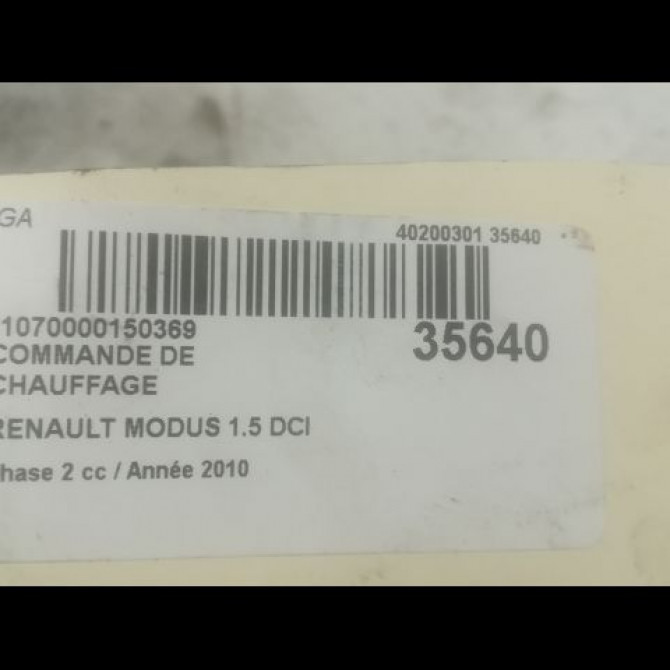 GA
40200301 35640
1070000150369
35640
COMMANDE DE
CHAUFFAGE
RENAULT MODUS 1.5 DCI
hase 2 cc / Année 2010